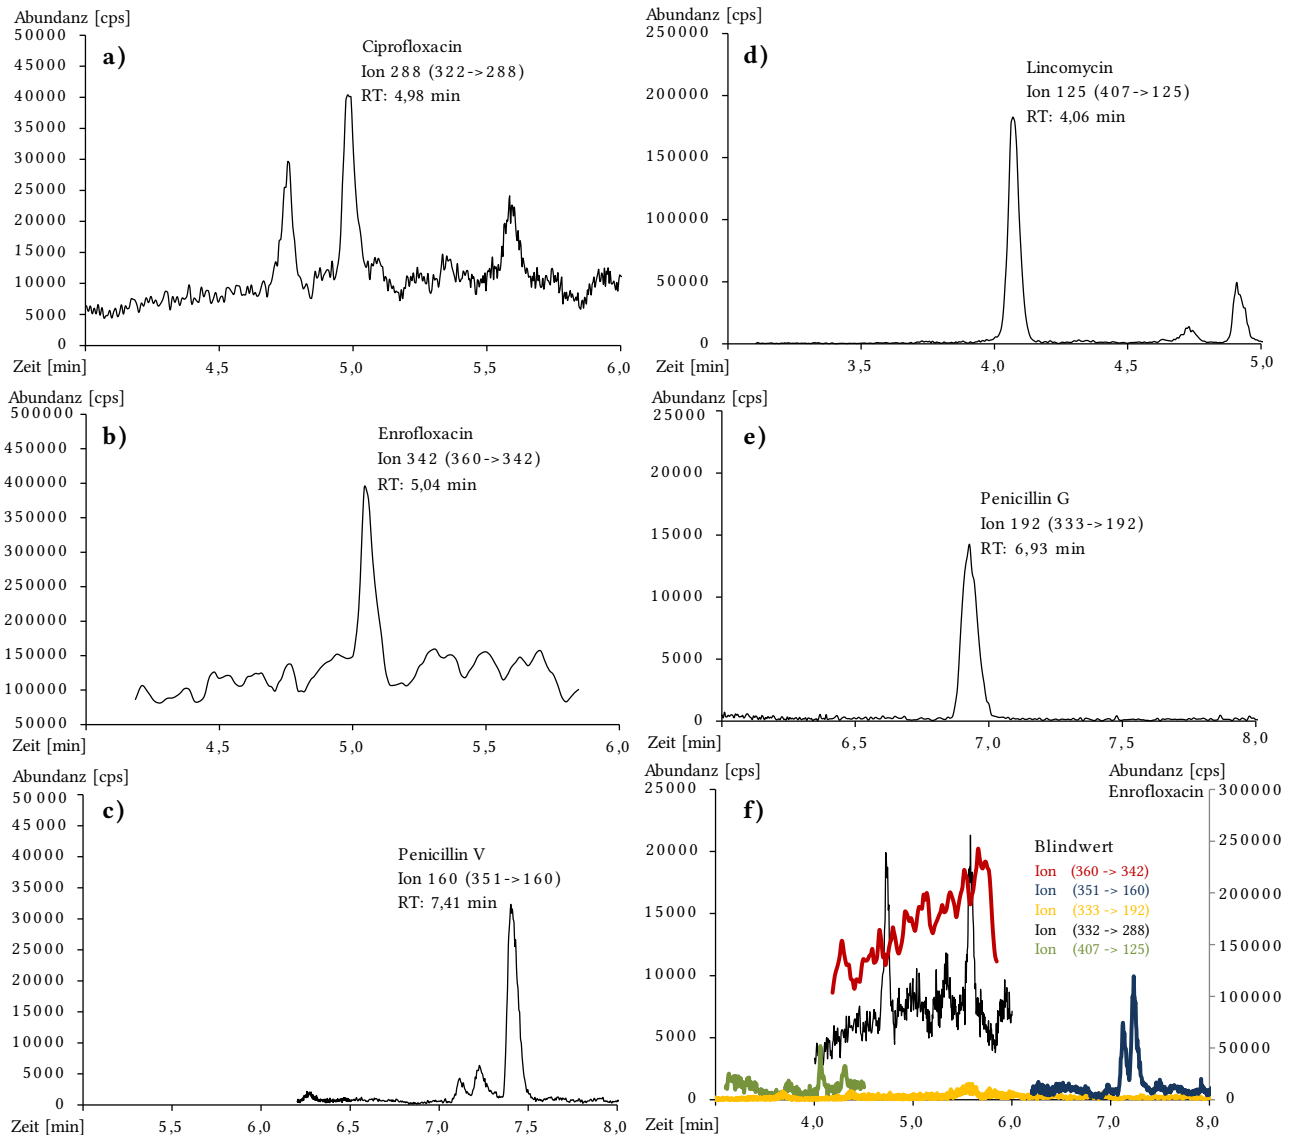 Abundanz [cps]
50000
45000
40000
35000
30000
25000
20000
15000
10000
5000
0
a)
Ciprofloxacin
Ion 288 (322->288)
RT: 4,98 min
Zeit [min]
4,5
5,0
5,5
6,0
Abundanz [cps]
250000
200000
150000
100000
50000
0
d)
Lincomycin
Ion 125 (407->125)
RT: 4,06 min
Zeit [min]
3,5
4,0
4,5
5,0
Abundanz [cps]
500000
450000
400000
350000
300000
250000
200000
150000
100000
50000
b)
Enrofloxacin
Ion 342 (360->342)
RT: 5,04 min
Zeit [min]
4,5
5,0
5,5
6,0
Abundanz [cps]
25000
20000
15000
10000
5000
0
e)
Penicillin G
Ion 192 (333->192)
RT: 6,93 min
Zeit [min]
6,5
7,0
7,5
8,0
Abundanz [cps]
50000
45000
40000
35000
30000
25000
20000
15000
10000
5000
0
c)
Penicillin V
Ion 160 (351->160)
RT: 7,41 min
Zeit [min]
5,5
6,0
6,5
7,0
7,5
8,0
Abundanz [cps]
25000
20000
15000
10000
5000
0
f)
Abundanz [cps]
Enrofloxacin
300000
250000
200000
150000
100000
50000
0
Blindwert
Ion (360 -> 342)
Ion (351 -> 160)
Ion (333 -> 192)
Ion (332 -> 288)
Ion (407 -> 125)
Zeit [min]
4,0
5,0
6,0
7,0
8,0